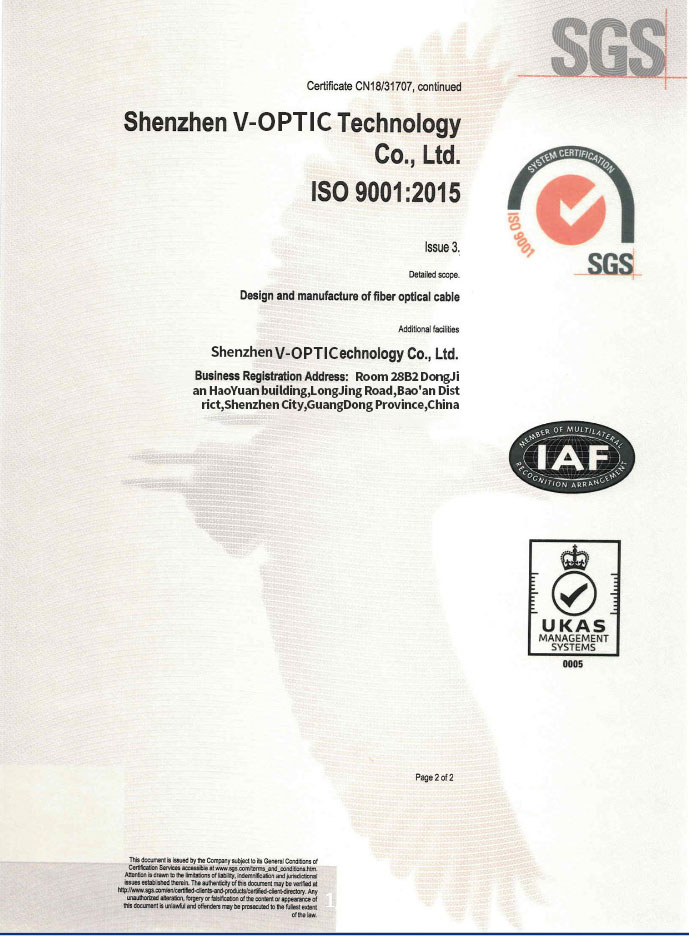 SGS
Certificate CN18/31707, continued
Shenzhen V-OPTIC Technology
Co., Ltd.
ISO 9001:2015
SYSTEM CERTIFICATION
ISO 9001
SGS
Issue 3.
Detailed scope.
Design and manufacture of fiber optical cable
Additional facilities
Shenzhen V-OPTICechnology Co., Ltd.
Business Registration Address: Room 28B2 DongJi
an HaoYuan building,LongJing Road,Bao'an Dist
rict,Shenzhen City,GuangDong Province,China
MEMBER OF MULTILATERAL
IAF
RECOGNITION ARRANGEMENT
UKAS
MANAGEMENT
SYSTEMS
0005
Page 2 of 2
This document is issued by the Company subject to its General Conditions of
Certification Services accessible at www.sgs.com/terms_and_conditions.htm.
Attention is drawn to the limitations of liability, indemnification and jurisdictional
issues established therein. The authenticity of this document may be verified at
http://www.sgs.com/en/certified-clients-and-products/certified-client-directory. Any
unauthorized alteration, forgery or falsification of the content or appearance of
this document is unlawful and offenders may be prosecuted to the fullest extent
of the law.
1